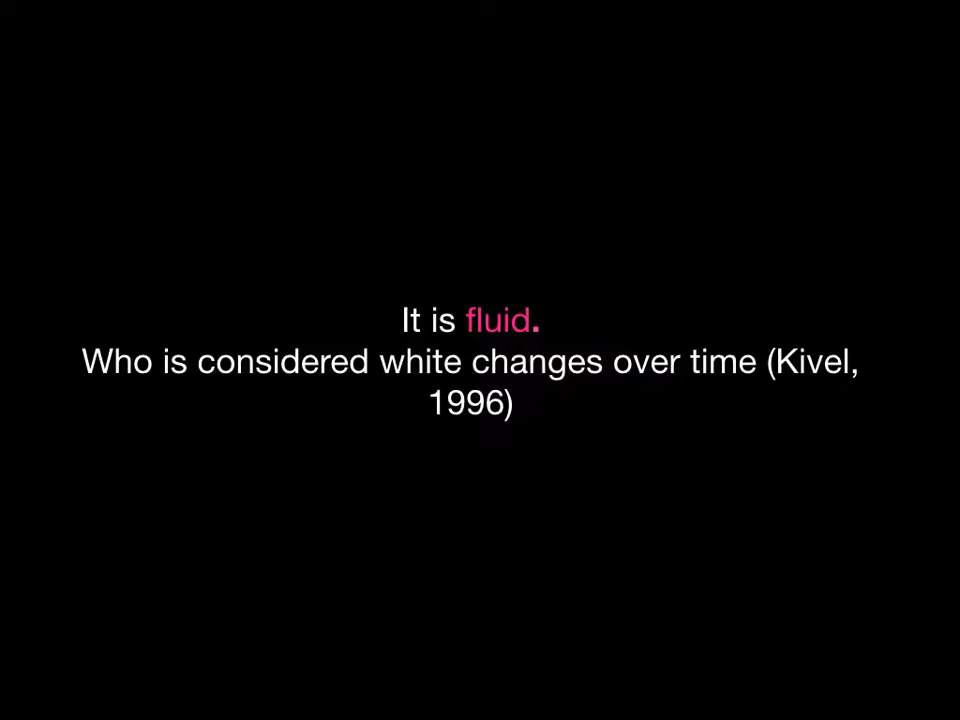 It is fluid.
Who is considered white changes over time (Kivel,
1996)